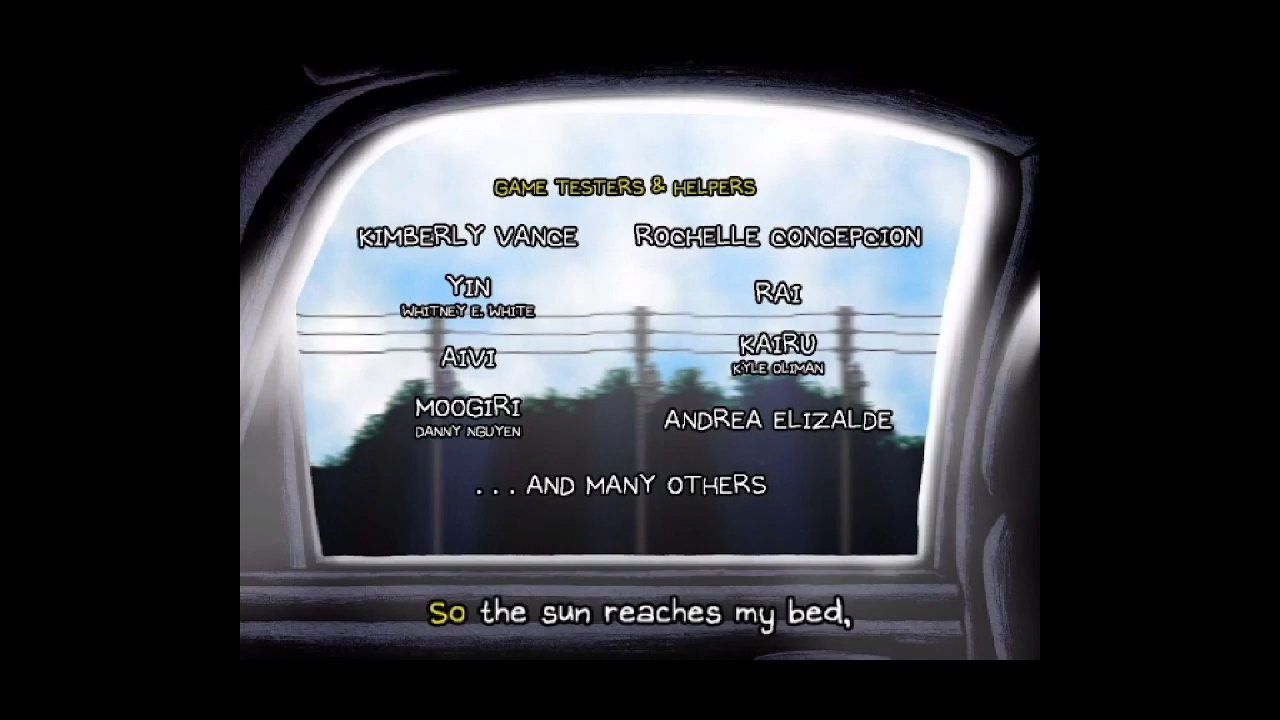 GAME TESTERS & HELPERS
KIMBERLY VANCE
ROCHELLE CONCEPCION
YIN
WHITNEY E. WHITE
RAI
AIVI
KAIRU
KYLE OLIMAN
MOOGIRI
DANNY NGUYEN
ANDREA ELIZALDE
. . . AND MANY OTHERS
So the sun reaches my bed,